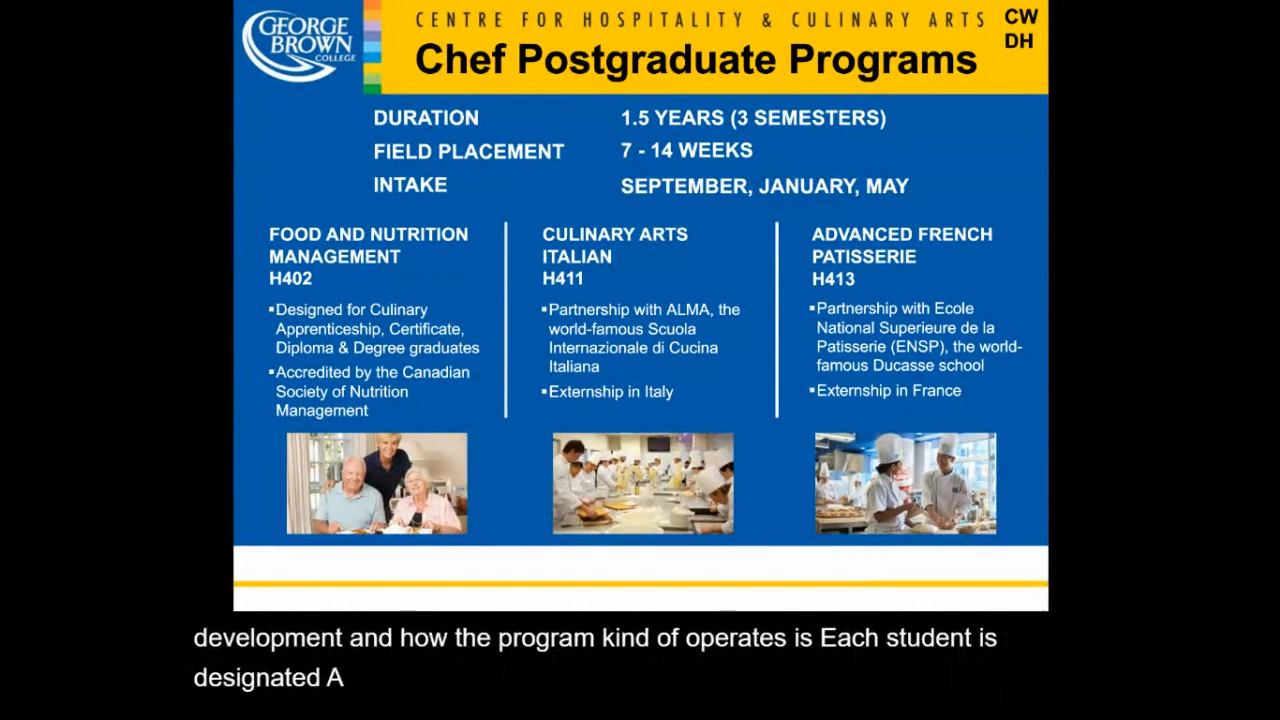 GEORGE
BROWN
COLLEGE
CENTRE FOR HOSPITALITY & CULINARY ARTS
Chef Postgraduate Programs
CW
DH
DURATION 1.5 YEARS (3 SEMESTERS)
FIELD PLACEMENT 7 - 14 WEEKS
INTAKE SEPTEMBER, JANUARY, MAY
FOOD AND NUTRITION
MANAGEMENT
H402
▪Designed for Culinary
Apprenticeship, Certificate,
Diploma & Degree graduates
▪Accredited by the Canadian
Society of Nutrition
Management
CULINARY ARTS
ITALIAN
H411
▪Partnership with ALMA, the
world-famous Scuola
Internazionale di Cucina
Italiana
▪Externship in Italy
ADVANCED FRENCH
PATISSERIE
H413
▪Partnership with Ecole
National Superieure de la
Patisserie (ENSP), the world-
famous Ducasse school
▪Externship in France
development and how the program kind of operates is Each student is
designated A